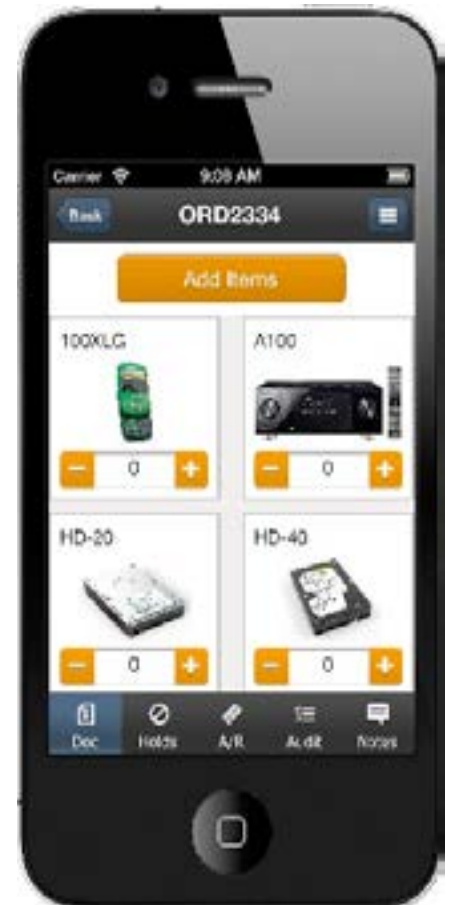 Carrier 9:08 AM
Back ORD2334
Add Items
100XLG A100
0 0
HD-20 HD-40
0 0
Doc Holds A/R Audit Notes